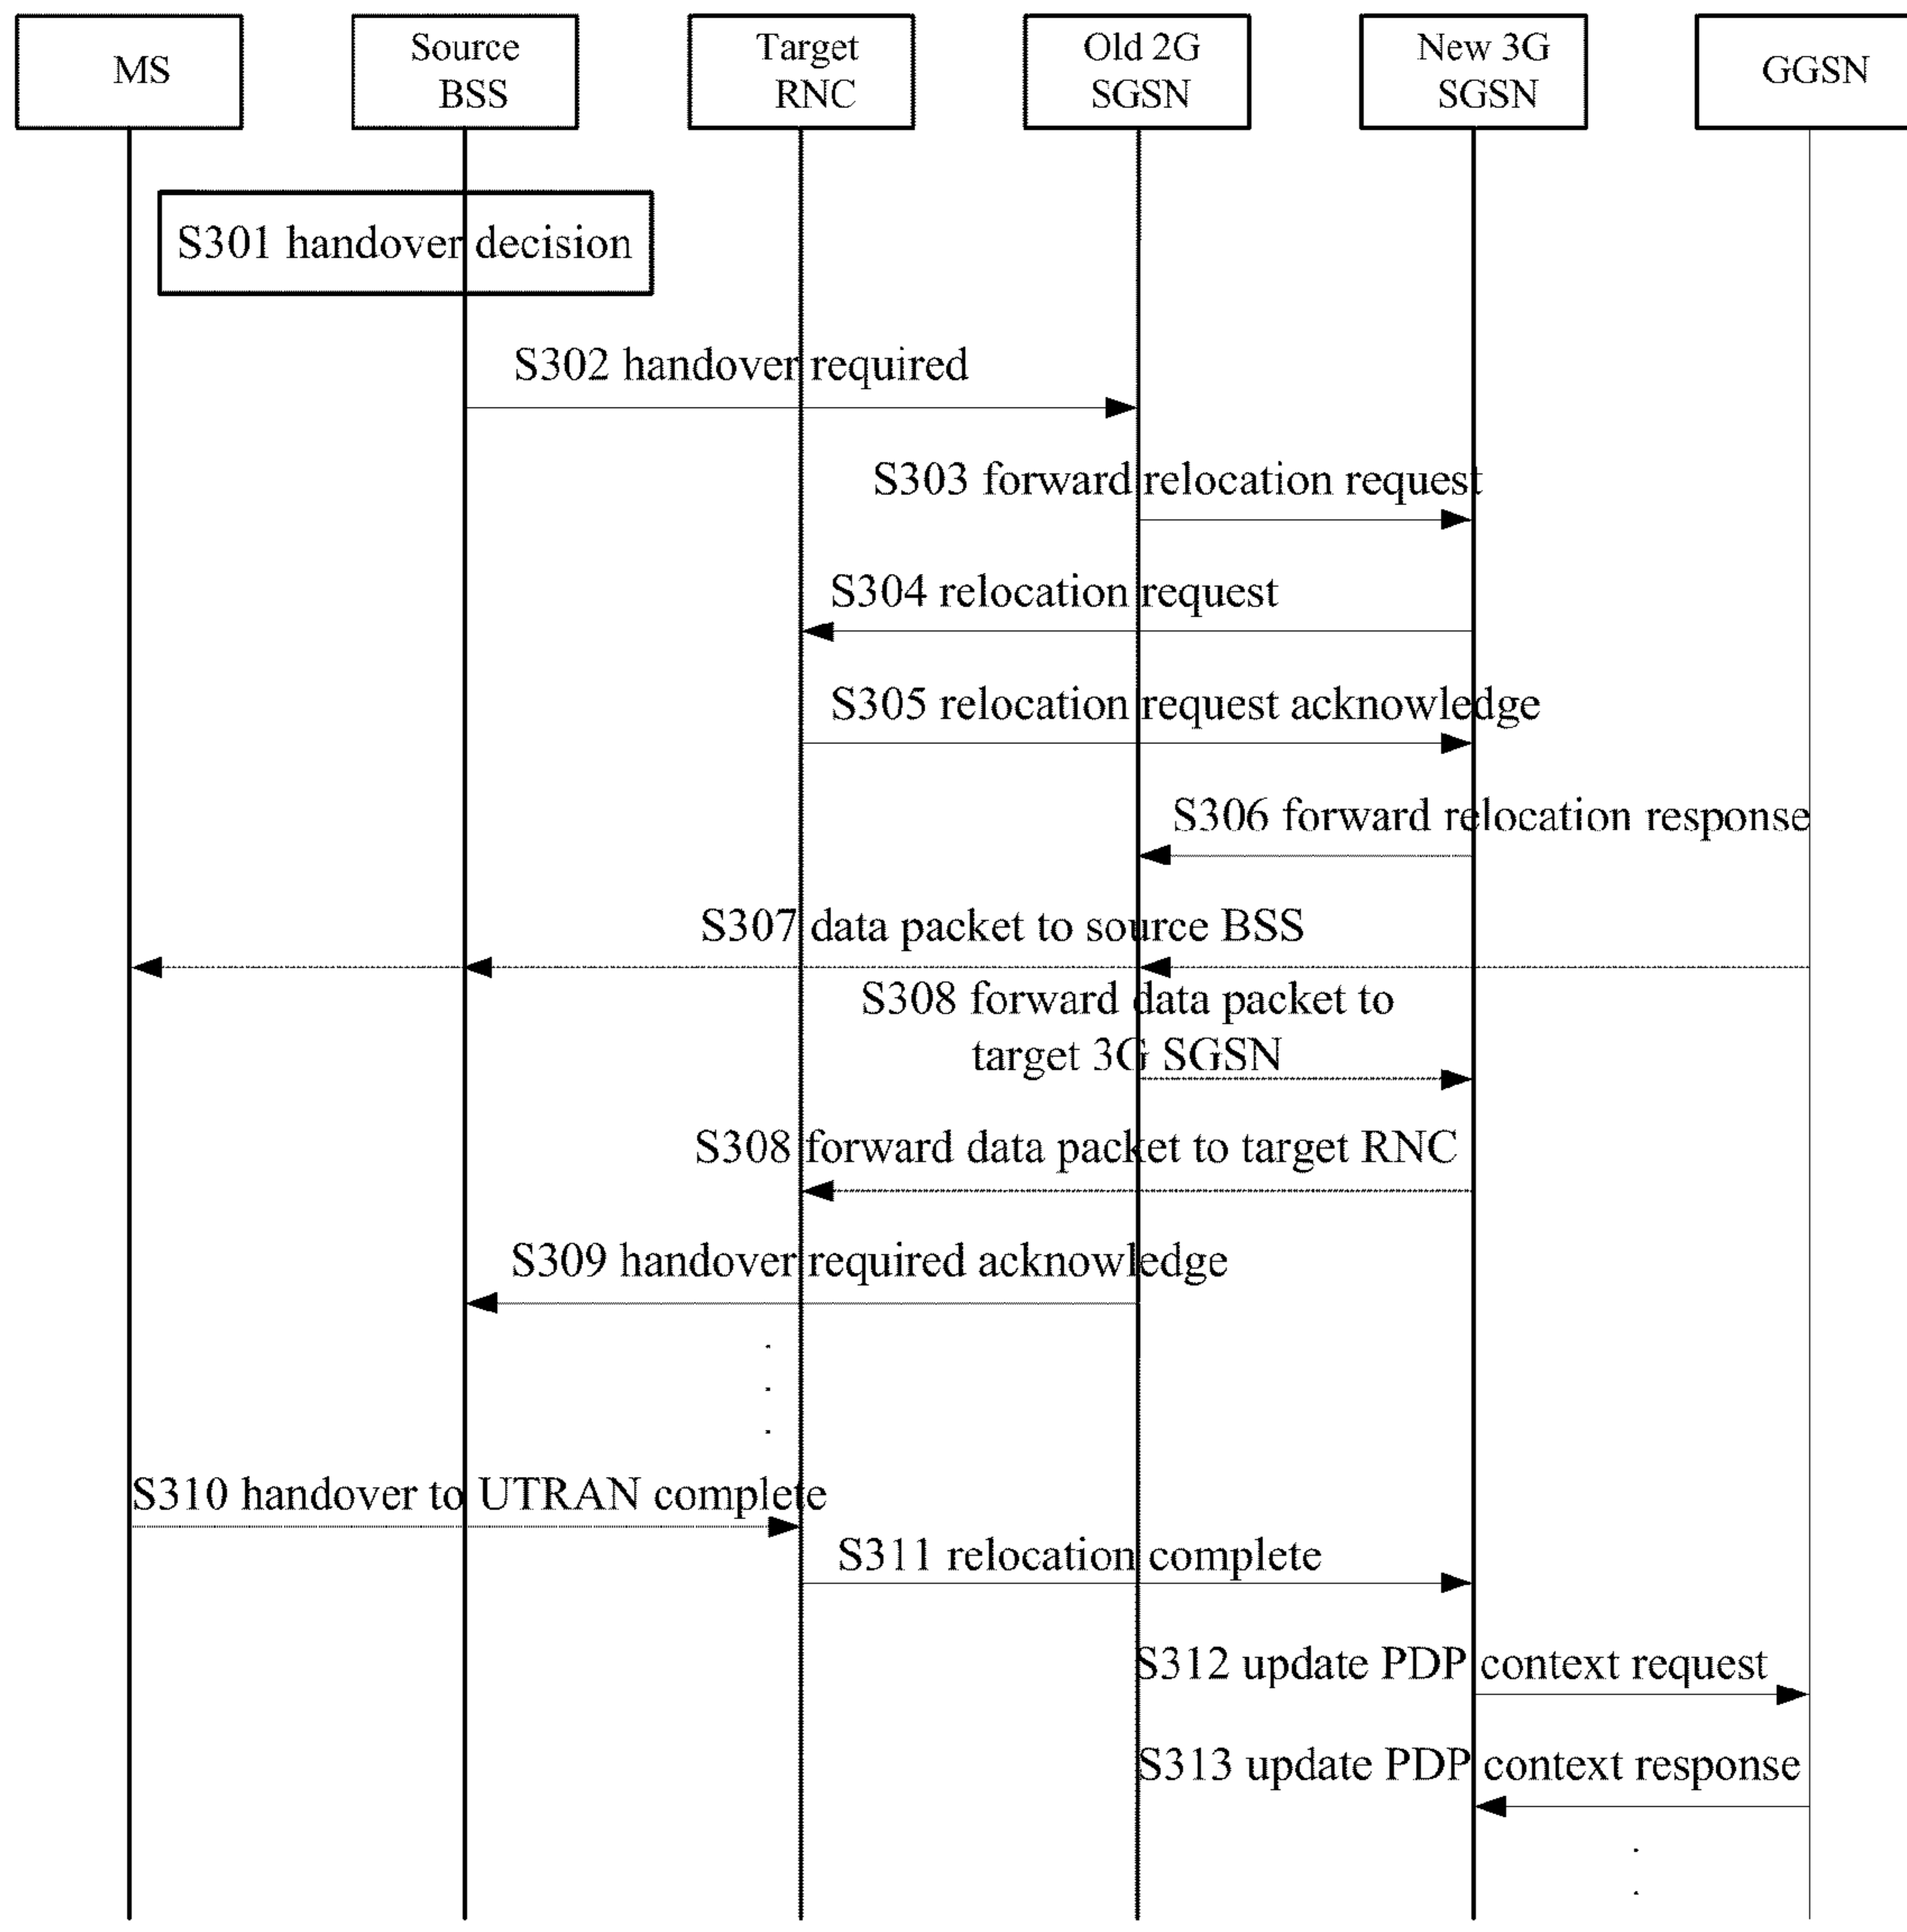 MS
Source
BSS
Target
RNC
Old 2G
SGSN
New 3G
SGSN
GGSN
S301 handover decision
S302 handover required
S303 forward relocation request
S304 relocation request
S305 relocation request acknowledge
S306 forward relocation response
S307 data packet to source BSS
S308 forward data packet to
target 3G SGSN
S308 forward data packet to target RNC
S309 handover required acknowledge
S310 handover to UTRAN complete
S311 relocation complete
S312 update PDP context request
S313 update PDP context response